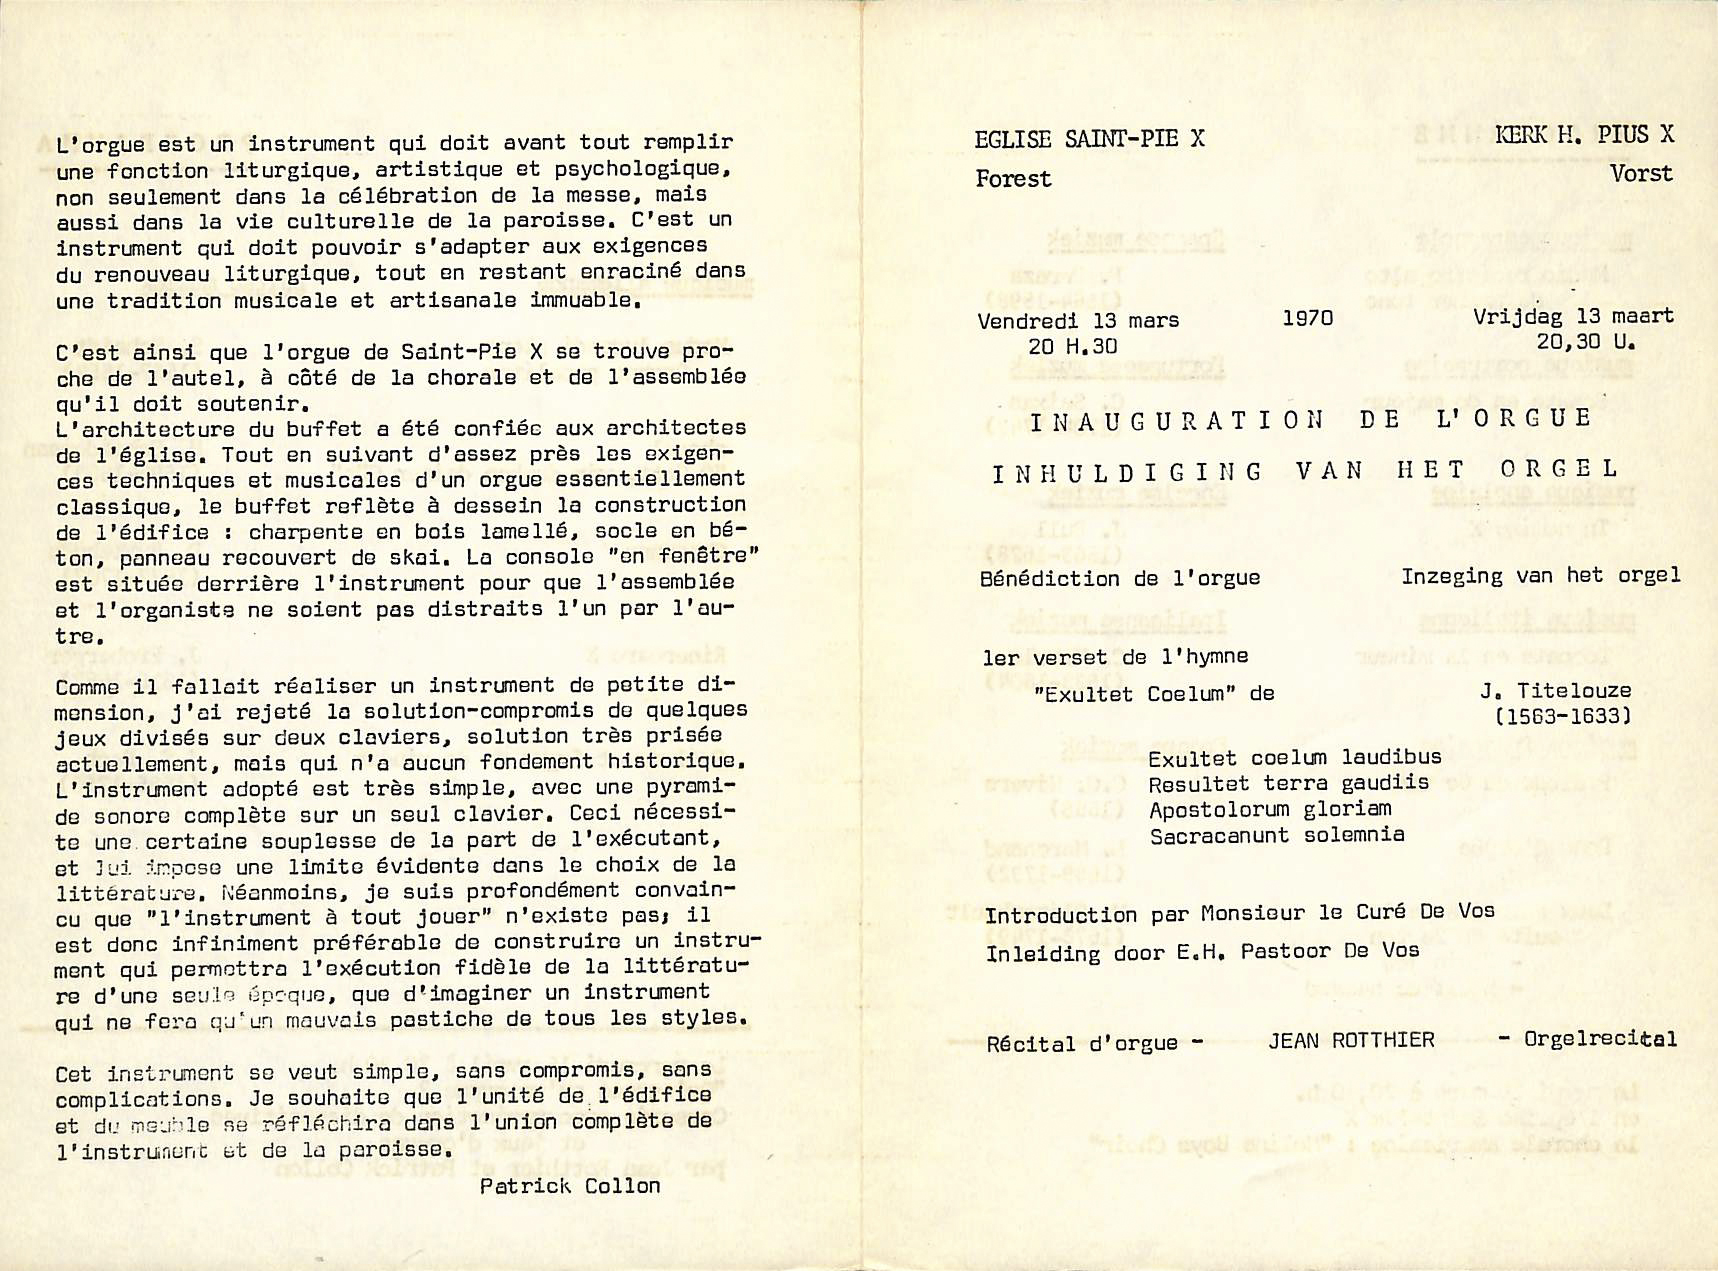 L'orgue est un instrument qui doit avant tout remplir
une fonction liturgique, artistique et psychologique,
non seulement dans la célébration de la messe, mais
aussi dans la vie culturelle de la paroisse. C'est un
instrument qui doit pouvoir s'adapter aux exigences
du renouveau liturgique, tout en restant enraciné dans
une tradition musicale et artisanale immuable.
C'est ainsi que l'orgue de Saint-Pie X se trouve pro-
che de l'autel, à côté de la chorale et de l'assemblée
qu'il doit soutenir.
L'architecture du buffet a été confiée aux architectes
de l'église. Tout en suivant d'assez près les exigen-
ces techniques et musicales d'un orgue essentiellement
classique, le buffet reflète à dessein la construction
de l'édifice : charpente en bois lamellé, socle en bé-
ton, panneau recouvert de skai. La console "en fenêtre"
est située derrière l'instrument pour que l'assemblée
et l'organiste ne soient pas distraits l'un par l'au-
tre.
Comme il fallait réaliser un instrument de petite di-
mension, j'ai rejeté la solution-compromis de quelques
jeux divisés sur deux claviers, solution très prisée
actuellement, mais qui n'a aucun fondement historique.
L'instrument adopté est très simple, avec une pyrami-
de sonore complète sur un seul clavier. Ceci nécessi-
te une certaine souplesse de la part de l'exécutant,
et lui impose une limite évidente dans le choix de la
littérature. Néanmoins, je suis profondément convain-
cu que "l'instrument à tout jouer" n'existe pas; il
est donc infiniment préférable de construire un instru-
ment qui permettra l'exécution fidèle de la littératu-
re d'une seule époque, que d'imaginer un instrument
qui ne fera qu'un mauvais pastiche de tous les styles.
Cet instrument se veut simple, sans compromis, sans
complications. Je souhaite que l'unité de l'édifice
et du meuble se réfléchira dans l'union complète de
l'instrument et de la paroisse.
Patrick Collon
EGLISE SAINT-PIE X KERK H. PIUS X
Forest Vorst
Vendredi 13 mars 1970 Vrijdag 13 maart
20 H.30 20,30 U.
INAUGURATION DE L'ORGUE
INHULDIGING VAN HET ORGEL
Bénédiction de l'orgue Inzeging van het orgel
1er verset de l'hymne
"Exultet Coelum" de J. Titelouze
(1563-1633)
Exultet coelum laudibus
Resultet terra gaudiis
Apostolorum gloriam
Sacracanunt solemnia
Introduction par Monsieur le Curé De Vos
Inleiding door E.H. Pastoor De Vos
Récital d'orgue - JEAN ROTTHIER - Orgelrecital